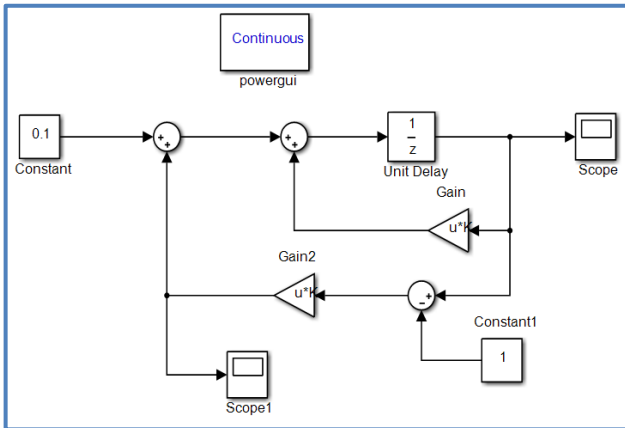 Continuous
powergui
0.1
Constant
+
+
+
+
1
z
Unit Delay
Scope
Gain
u*K
Gain2
u*K
+
−
Constant1
1
Scope1